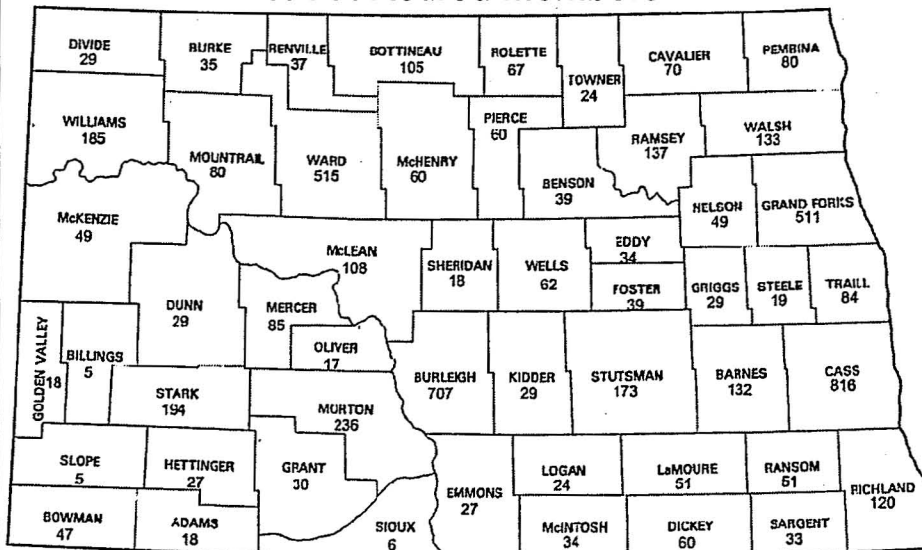 DIVIDE
29
BURKE
35
RENVILLE
37
BOTTINEAU
105
ROLETTE
67
TOWNER
24
CAVALIER
70
PEMBINA
80
WILLIAMS
185
MOUNTRAIL
80
WARD
515
McHENRY
60
PIERCE
60
BENSON
39
RAMSEY
137
WALSH
133
McKENZIE
49
McLEAN
108
SHERIDAN
18
WELLS
62
EDDY
34
FOSTER
39
NELSON
49
GRAND FORKS
511
DUNN
29
MERCER
85
OLIVER
17
GRIGGS
29
STEELE
19
TRAILL
84
GOLDEN VALLEY
18
BILLINGS
5
STARK
194
MORTON
236
BURLEIGH
707
KIDDER
29
STUTSMAN
173
BARNES
132
CASS
816
SLOPE
5
HETTINGER
27
GRANT
30
EMMONS
27
LOGAN
24
LaMOURE
51
RANSOM
51
RICHLAND
120
BOWMAN
47
ADAMS
18
SIOUX
6
McINTOSH
34
DICKEY
60
SARGENT
33